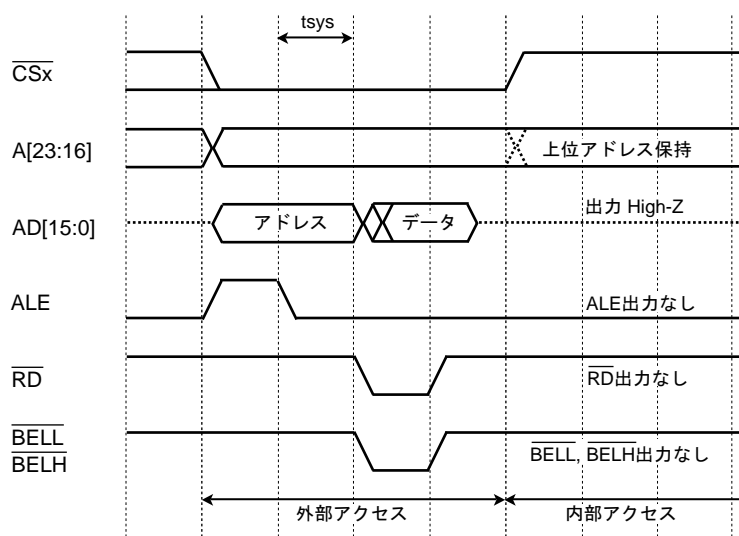 tsys
CSx
A[23:16]
上位アドレス保持
AD[15:0]
アドレス
データ
出力 High-Z
ALE
ALE出力なし
RD
RD出力なし
BELL
BELH
BELL, BELH出力なし
外部アクセス
内部アクセス